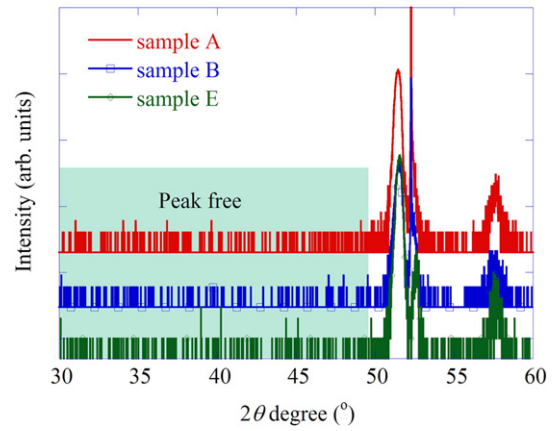 sample A
sample B
sample E
Peak free
Intensity (arb. units)
30 35 40 45 50 55 60
2θ degree (°)